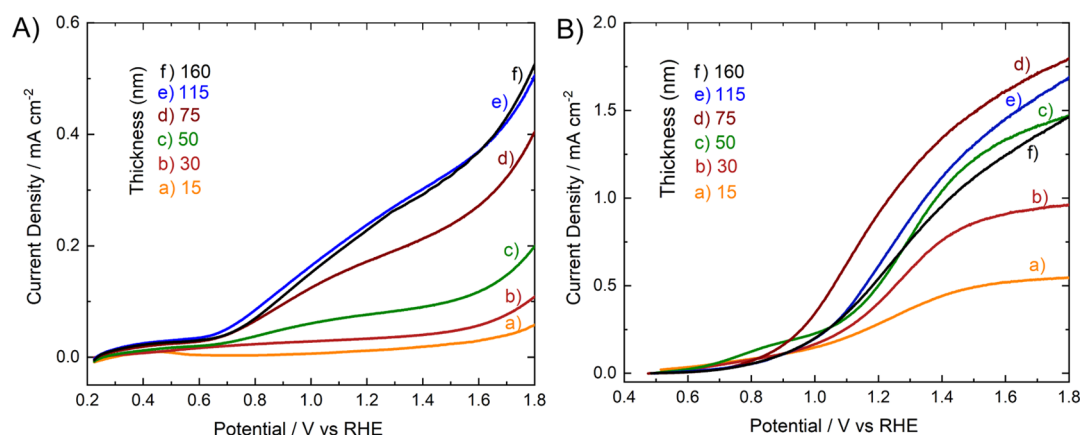 A)
0.6
0.4
0.2
0.0
Current Density / mA cm-2
Thickness (nm)
f) 160
e) 115
d) 75
c) 50
b) 30
a) 15
f)
e)
d)
c)
b)
a)
0.2 0.4 0.6 0.8 1.0 1.2 1.4 1.6 1.8
Potential / V vs RHE
B)
2.0
1.5
1.0
0.5
0.0
Current Density / mA cm-2
Thickness (nm)
f) 160
e) 115
d) 75
c) 50
b) 30
a) 15
d)
e)
c)
f)
b)
a)
0.4 0.6 0.8 1.0 1.2 1.4 1.6 1.8
Potential / V vs RHE